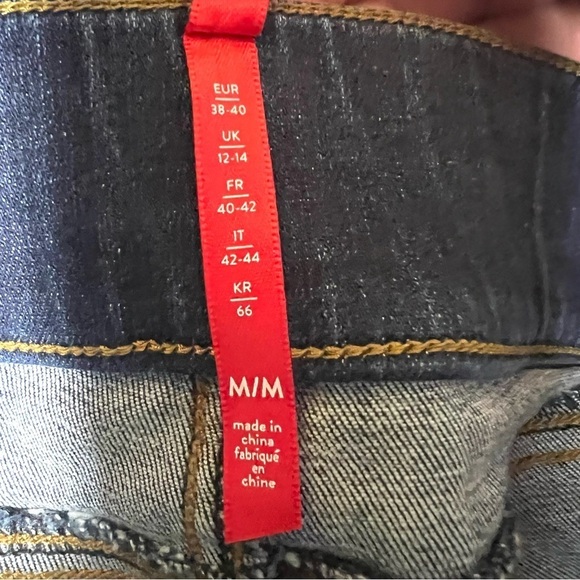 EUR
38-40
UK
12-14
FR
40-42
IT
42-44
KR
66
M/M
made in
china
fabriqué
en
chine